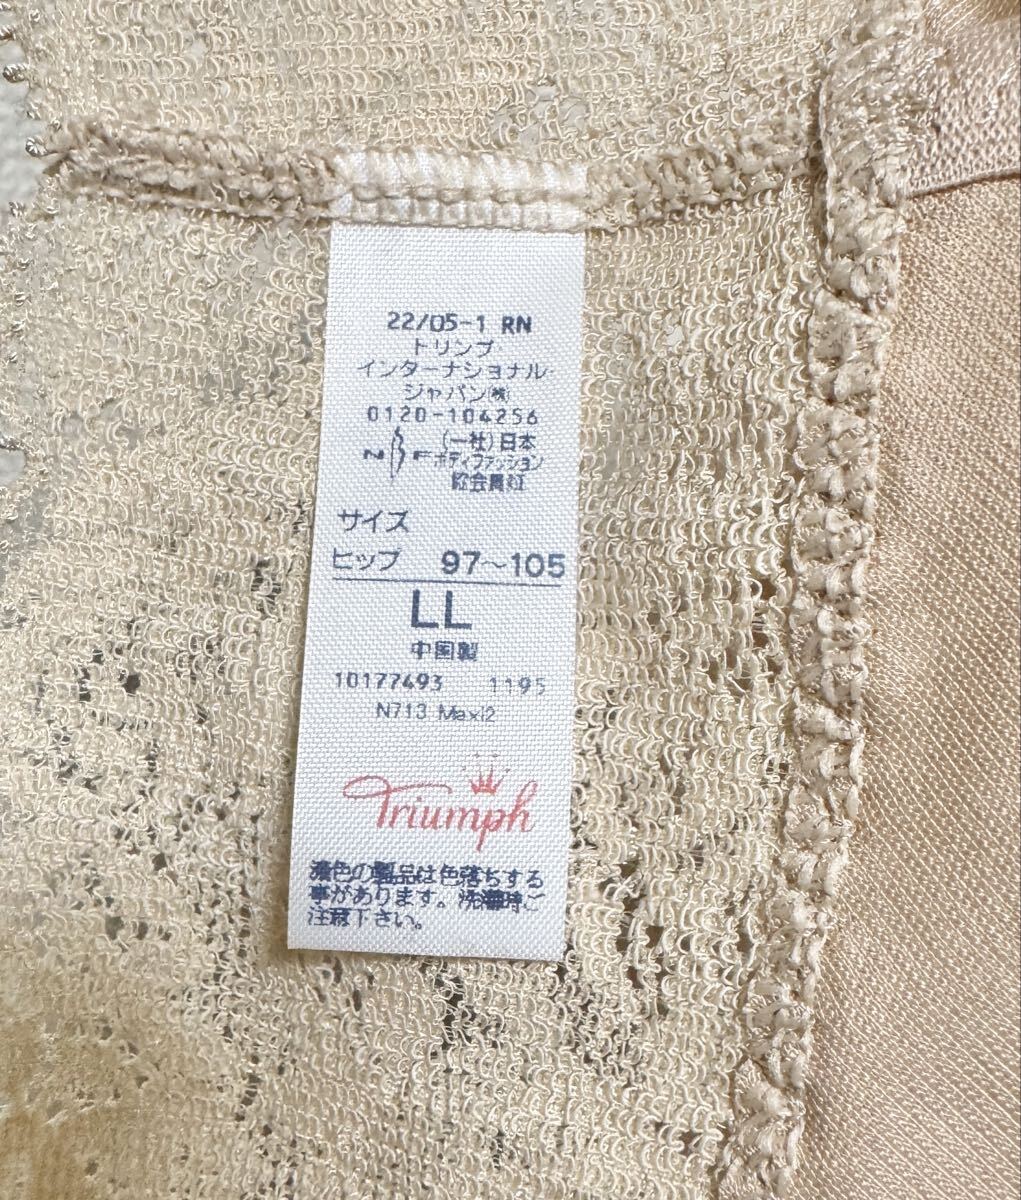 22/05-1 RN
トリンプ
インターナショナル・
ジャパン㈱
0120-104256
NBF (一社)日本
ボディファッション
協会員証
サイズ
ヒップ 97~105
LL
中国製
10177493 1195
N713 Maxi2
Triumph
濃色の製品は色落ちする
事があります。洗濯時ご
注意下さい。